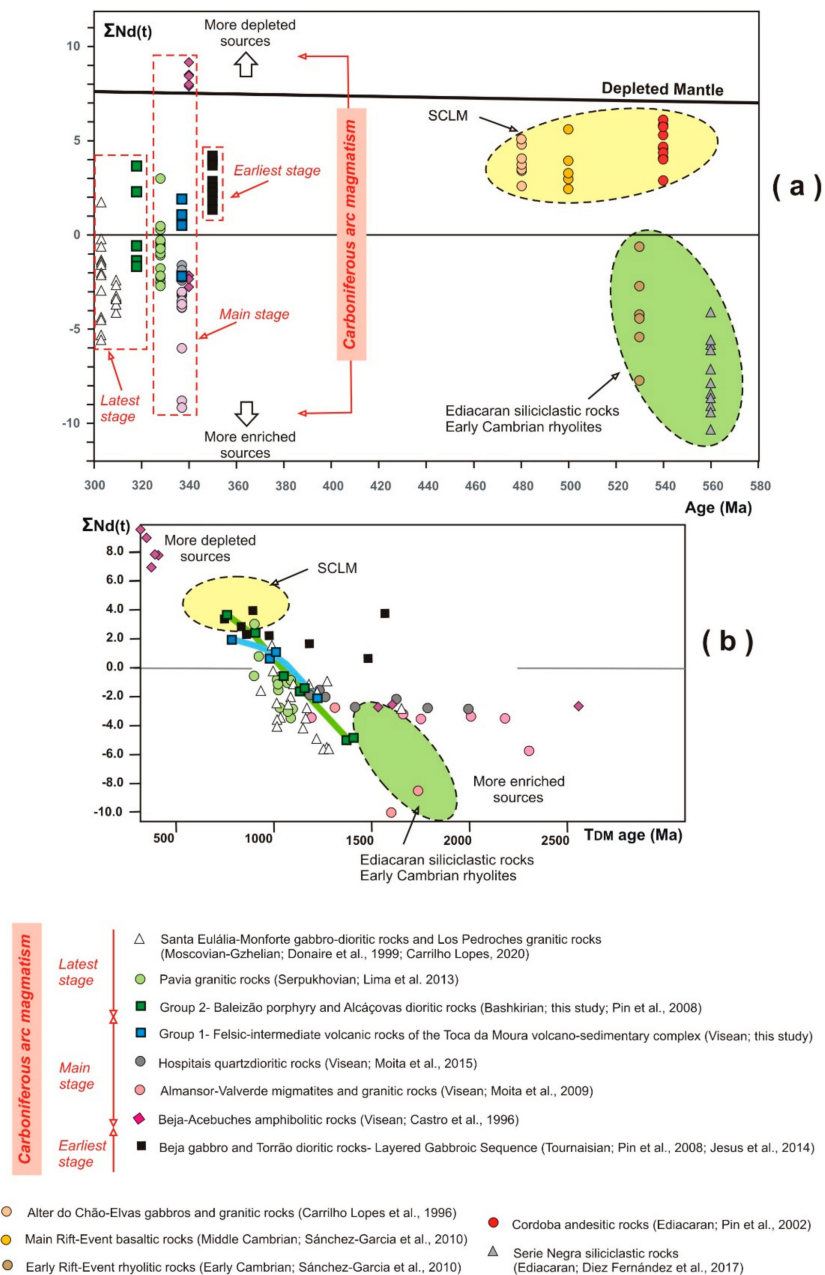 ΣNd(t)
More depleted
sources
10
Depleted Mantle
SCLM
5
Earliest stage
( a )
0
Carboniferous arc magmatism
Main stage
-5
Latest
stage
Ediacaran siliciclastic rocks
Early Cambrian rhyolites
-10
More enriched
sources
300 320 340 360 380 400 420 440 460 480 500 520 540 560 580
Age (Ma)
ΣNd(t)
More depleted
sources
8.0
SCLM
6.0
4.0
2.0
( b )
0.0
-2.0
-4.0
-6.0
-8.0
More enriched
sources
-10.0
500 1000 1500 2000 2500
TDM age (Ma)
Ediacaran siliciclastic rocks
Early Cambrian rhyolites
Carboniferous arc magmatism
Latest
stage
Santa Eulália-Monforte gabbro-dioritic rocks and Los Pedroches granitic rocks
(Moscovian-Gzhelian; Donaire et al., 1999; Carrilho Lopes, 2020)
Pavia granitic rocks (Serpukhovian; Lima et al. 2013)
Group 2- Baleizão porphyry and Alcáçovas dioritic rocks (Bashkirian; this study; Pin et al., 2008)
Main
stage
Group 1- Felsic-intermediate volcanic rocks of the Toca da Moura volcano-sedimentary complex (Visean; this study)
Hospitais quartzdioritic rocks (Visean; Moita et al., 2015)
Almansor-Valverde migmatites and granitic rocks (Visean; Moita et al., 2009)
Beja-Acebuches amphibolitic rocks (Visean; Castro et al., 1996)
Earliest
stage
Beja gabbro and Torrão dioritic rocks- Layered Gabbroic Sequence (Tournaisian; Pin et al., 2008; Jesus et al., 2014)
Alter do Chão-Elvas gabbros and granitic rocks (Carrilho Lopes et al., 1996)
Main Rift-Event basaltic rocks (Middle Cambrian; Sánchez-Garcia et al., 2010)
Early Rift-Event rhyolitic rocks (Early Cambrian; Sánchez-Garcia et al., 2010)
Cordoba andesitic rocks (Ediacaran; Pin et al., 2002)
Serie Negra siliciclastic rocks
(Ediacaran; Diez Fernández et al., 2017)